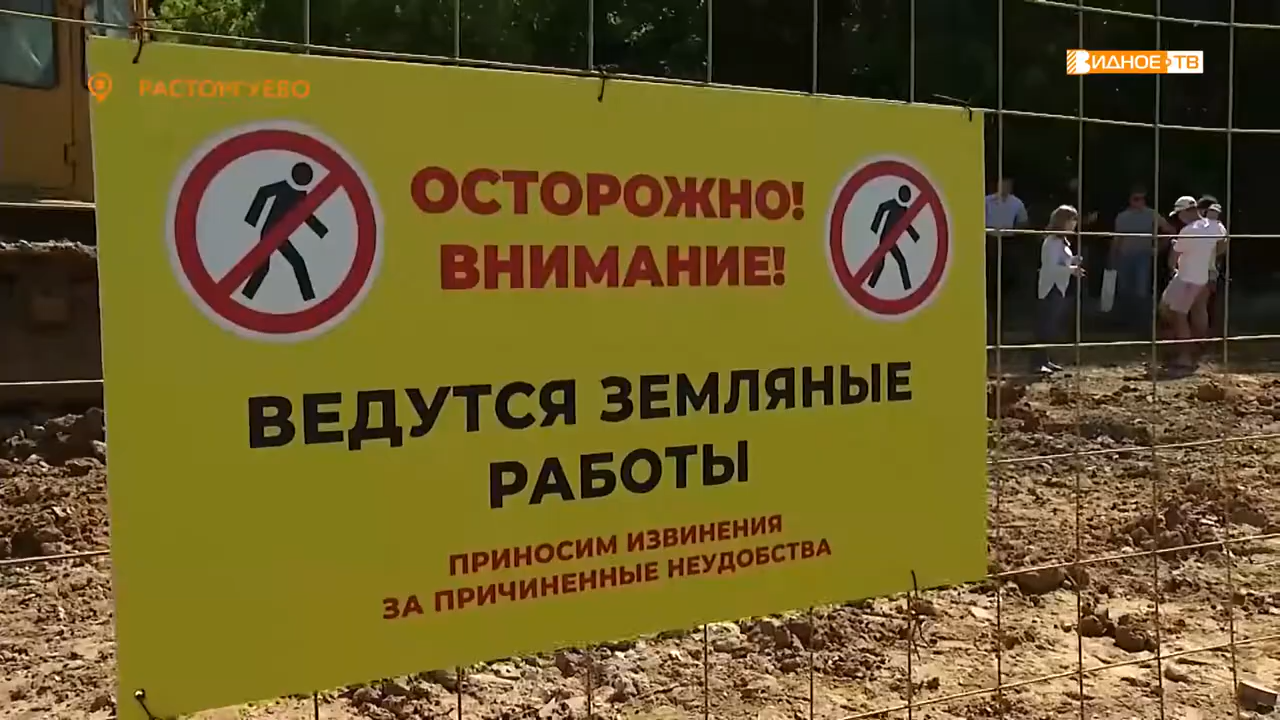 РАСТОРГУЕВО
ВИДНОЕ ТВ
ОСТОРОЖНО!
ВНИМАНИЕ!
ВЕДУТСЯ ЗЕМЛЯНЫЕ
РАБОТЫ
ПРИНОСИМ ИЗВИНЕНИЯ
ЗА ПРИЧИНЕННЫЕ НЕУДОБСТВА